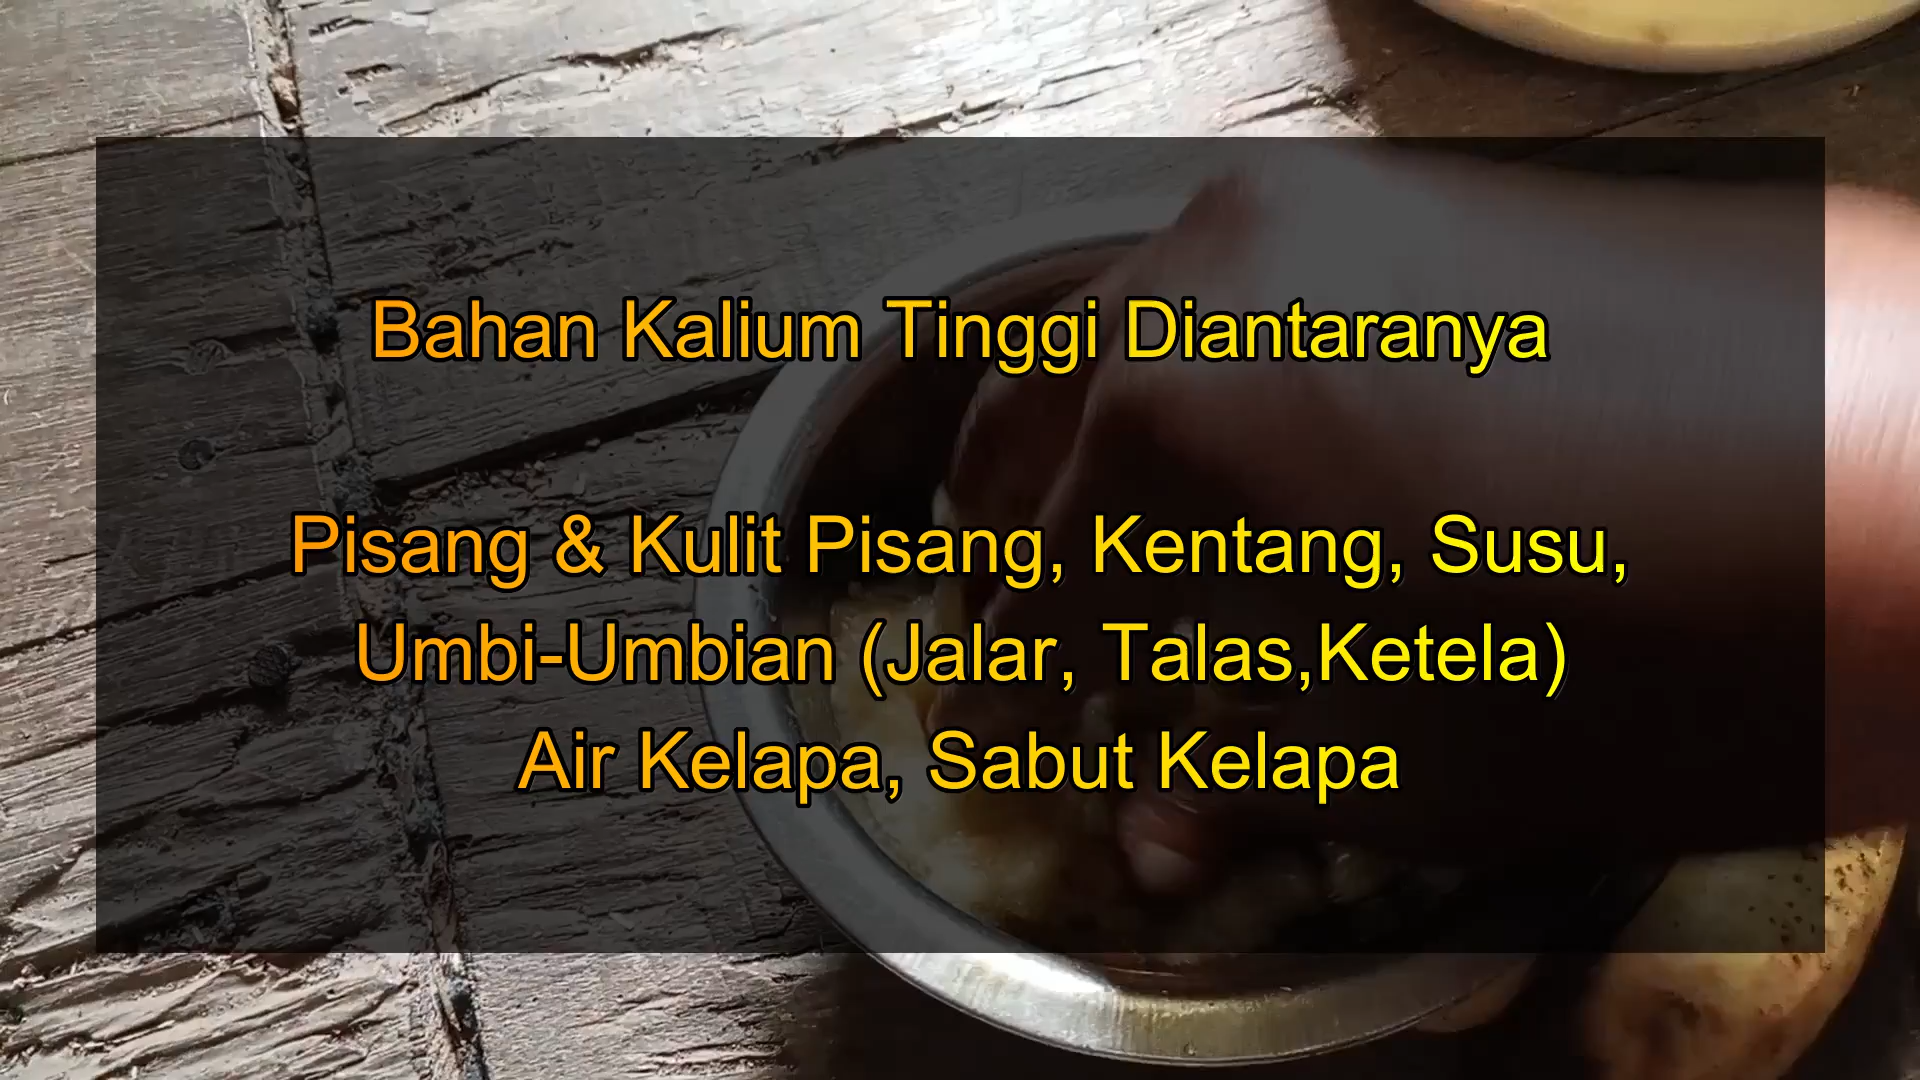 Bahan Kalium Tinggi Diantaranya
Pisang & Kulit Pisang, Kentang, Susu,
Umbi-Umbian (Jalar, Talas,Ketela)
Air Kelapa, Sabut Kelapa